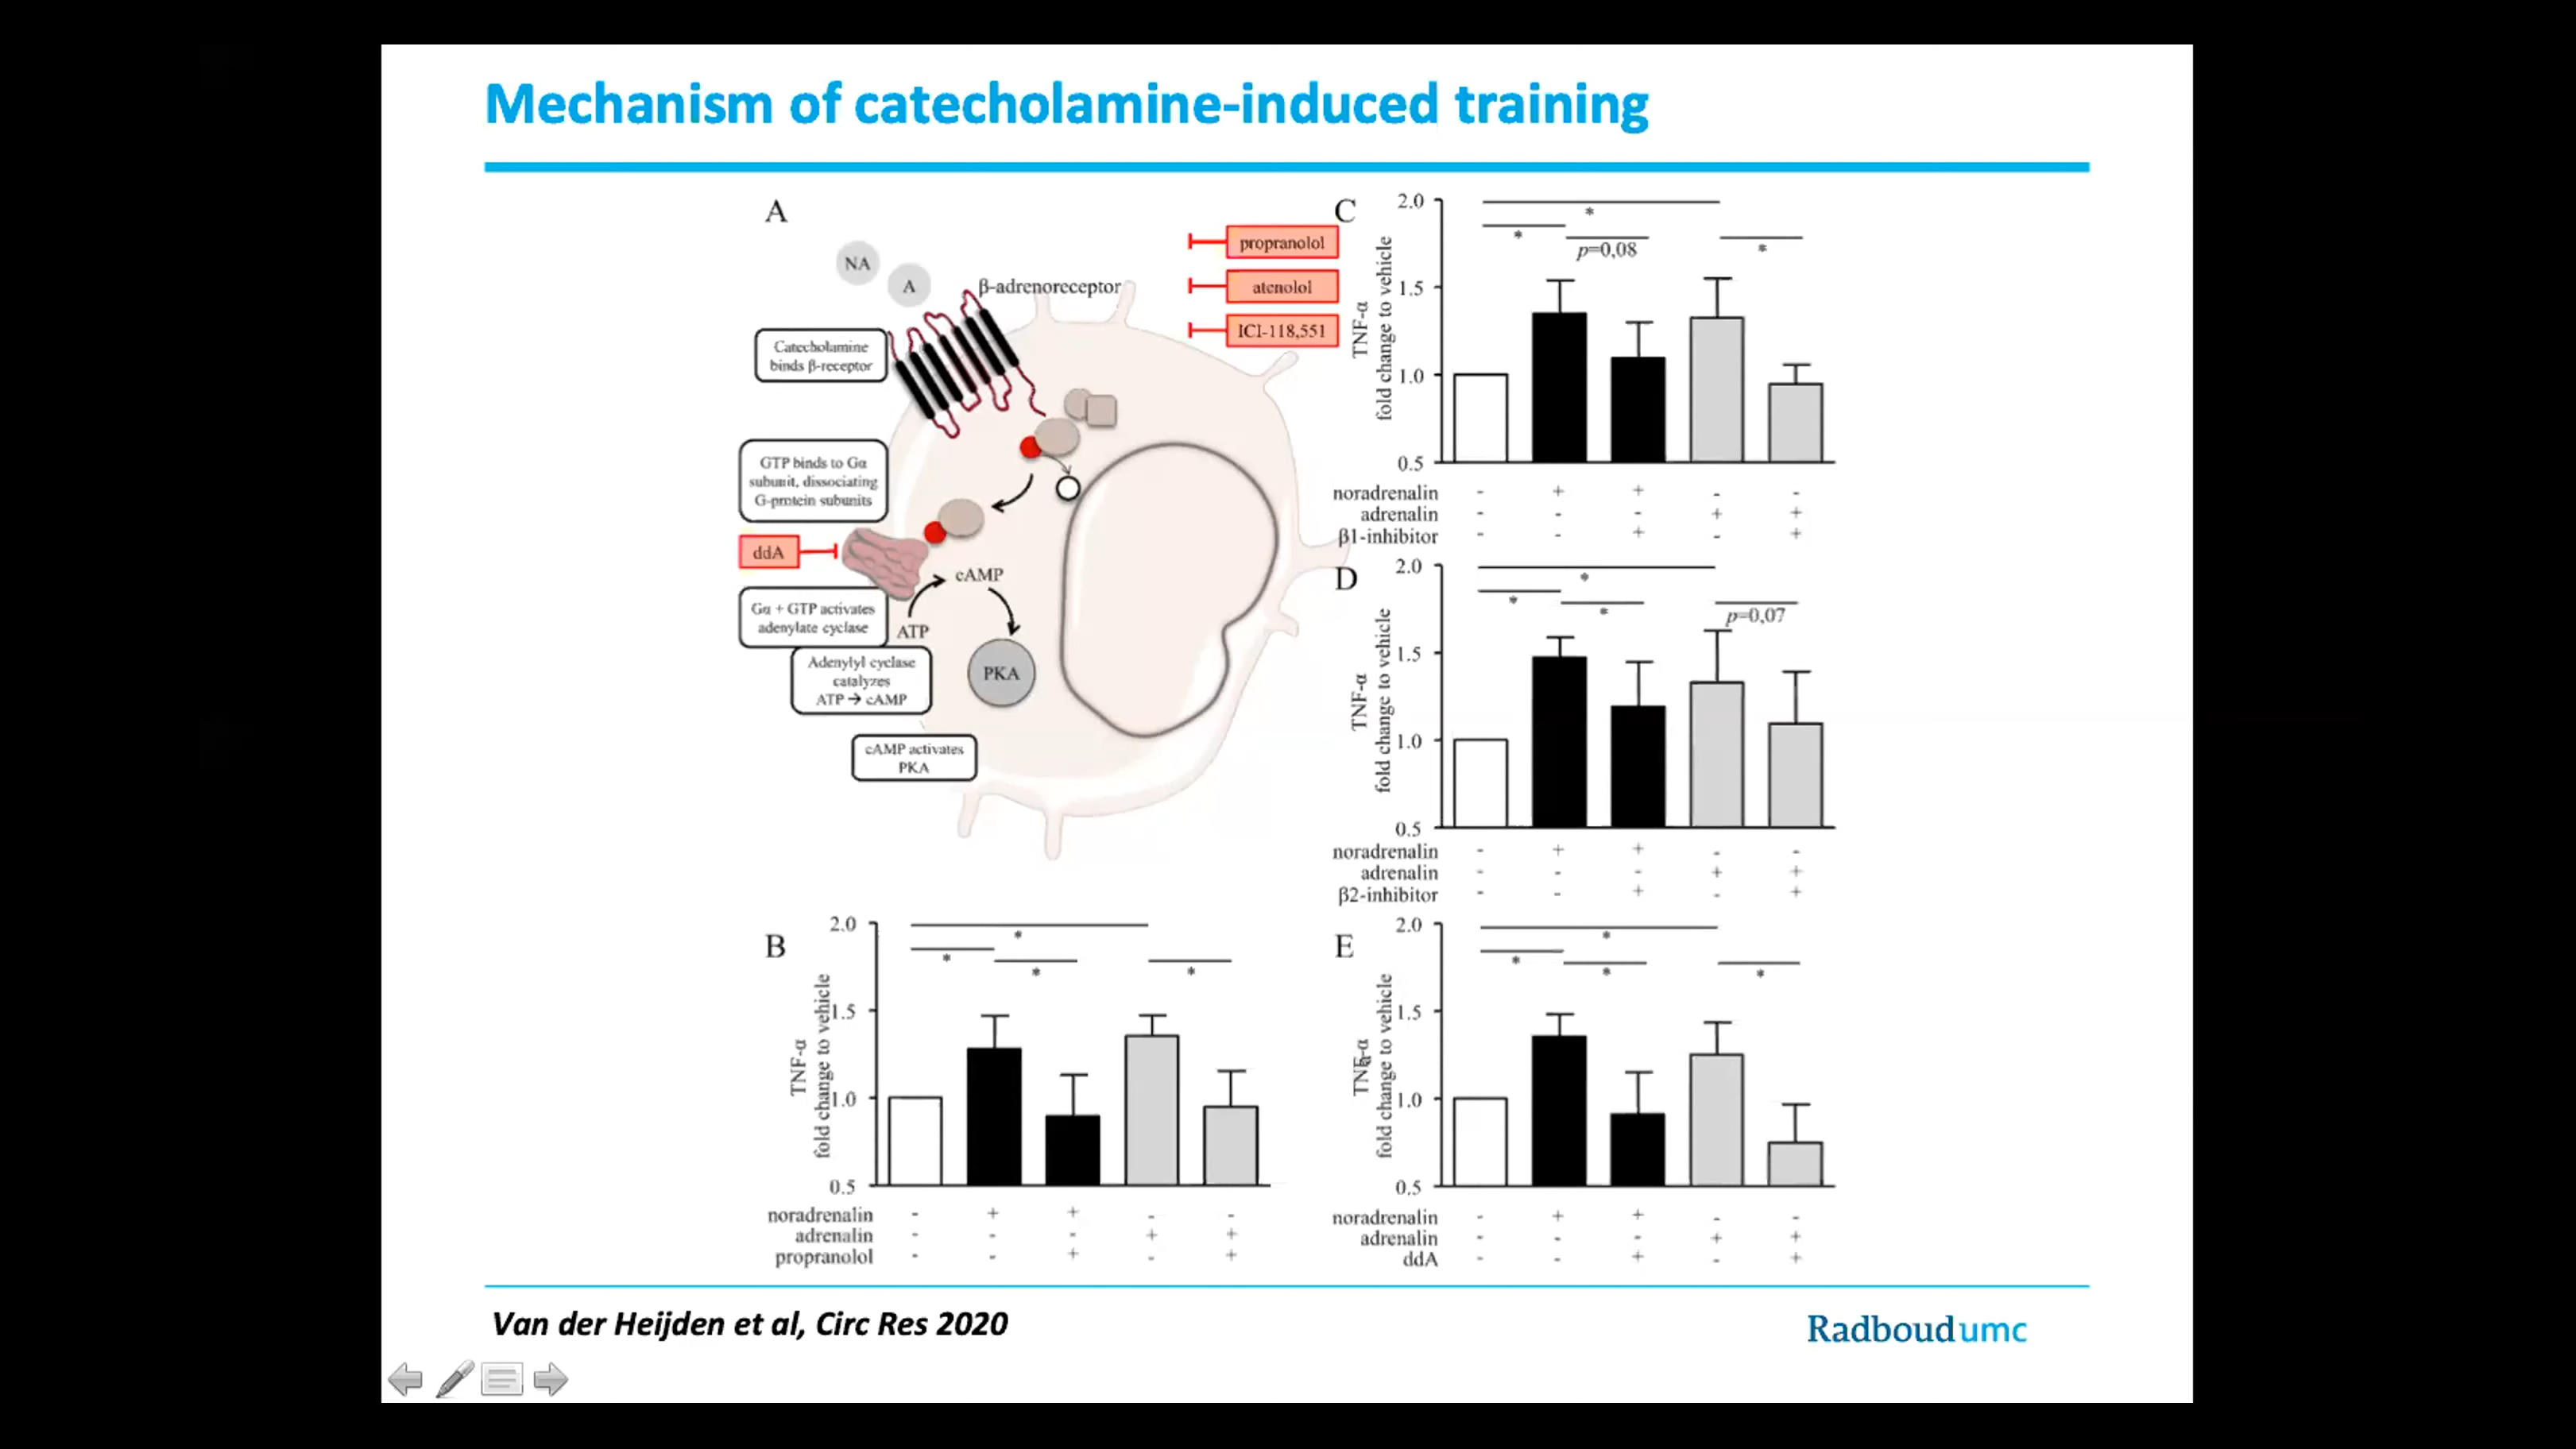 Mechanism of catecholamine-induced training
A
NA
A
β-adrenoreceptor
propranolol
atenolol
ICI-118,551
Catecholamine
binds β-receptor
GTP binds to Gα
subunit, dissociating
G-protein subunits
ddA
cAMP
Gα + GTP activates
adenylate cyclase
ATP
Adenylyl cyclase
catalyzes
ATP → cAMP
PKA
cAMP activates
PKA
B
TNF-α
fold change to vehicle
2.0
1.5
1.0
0.5
*
*
*
*
noradrenalin - + + - -
adrenalin - - - + +
propranolol - - + - +
C
TNF-α
fold change to vehicle
2.0
1.5
1.0
0.5
*
*
p=0,08
*
noradrenalin - + + - -
adrenalin - - - + +
β1-inhibitor - - + - +
D
TNF-α
fold change to vehicle
2.0
1.5
1.0
0.5
*
*
*
p=0,07
noradrenalin - + + - -
adrenalin - - - + +
β2-inhibitor - - + - +
E
TNF-α
fold change to vehicle
2.0
1.5
1.0
0.5
*
*
*
*
noradrenalin - + + - -
adrenalin - - - + +
ddA - - + - +
Van der Heijden et al, Circ Res 2020
Radboudumc